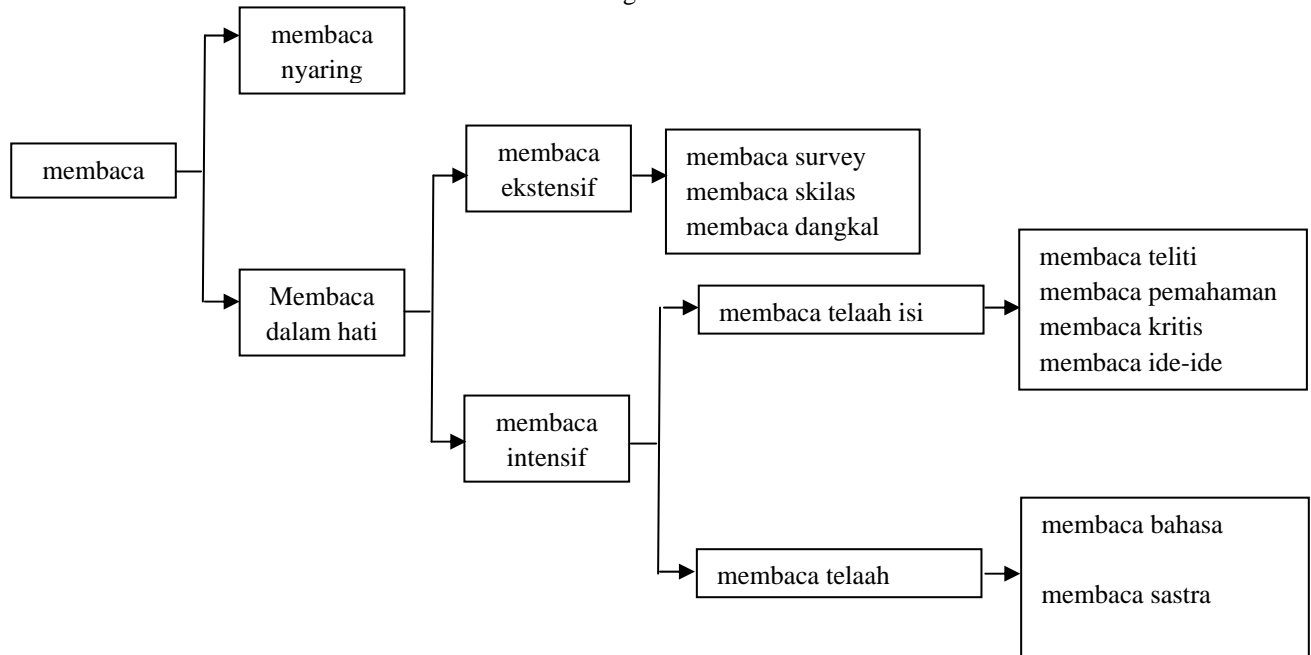 membaca
nyaring
membaca
membaca
ekstensif
membaca survey
membaca skilas
membaca dangkal
Membaca
dalam hati
membaca teliti
membaca pemahaman
membaca kritis
membaca ide-ide
membaca telaah isi
membaca
intensif
membaca telaah
membaca bahasa
membaca sastra